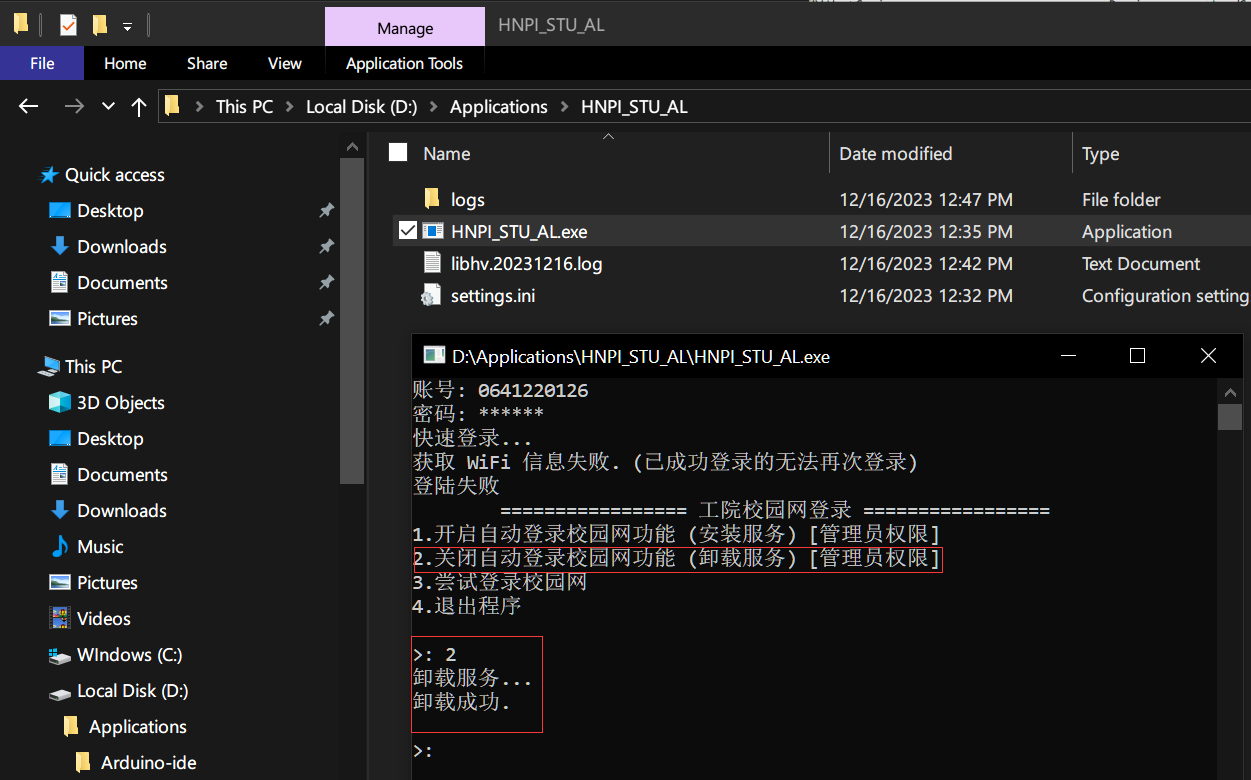 Manage
HNPI_STU_AL
File
Home
Share
View
Application Tools
This PC
Local Disk (D:)
Applications
HNPI_STU_AL
Name
Date modified
Type
Quick access
Desktop
Downloads
Documents
Pictures
This PC
3D Objects
Desktop
Documents
Downloads
Music
Pictures
Videos
WIndows (C:)
Local Disk (D:)
Applications
Arduino-ide
logs 12/16/2023 12:47 PM File folder
HNPI_STU_AL.exe 12/16/2023 12:35 PM Application
libhv.20231216.log 12/16/2023 12:42 PM Text Document
settings.ini 12/16/2023 12:32 PM Configuration setting
D:\Applications\HNPI_STU_AL\HNPI_STU_AL.exe
账号: 0641220126
密码: ******
快速登录...
获取 WiFi 信息失败. (已成功登录的无法再次登录)
登陆失败
================= 工院校园网登录 =================
1.开启自动登录校园网功能 (安装服务) [管理员权限]
2.关闭自动登录校园网功能 (卸载服务) [管理员权限]
3.尝试登录校园网
4.退出程序
>: 2
卸载服务...
卸载成功.
>: